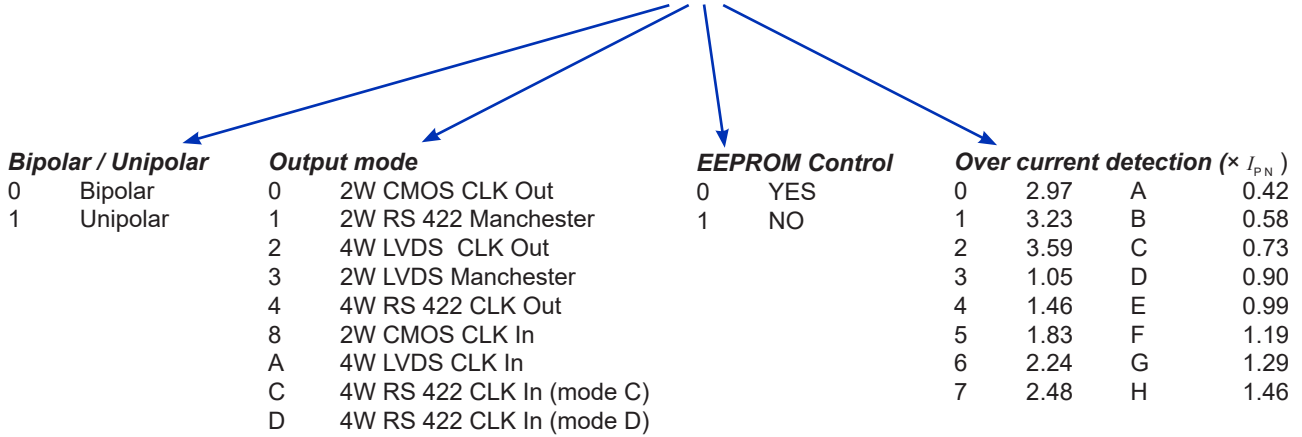 Bipolar / Unipolar
0 Bipolar
1 Unipolar
Output mode
0 2W CMOS CLK Out
1 2W RS 422 Manchester
2 4W LVDS CLK Out
3 2W LVDS Manchester
4 4W RS 422 CLK Out
8 2W CMOS CLK In
A 4W LVDS CLK In
C 4W RS 422 CLK In (mode C)
D 4W RS 422 CLK In (mode D)
EEPROM Control
0 YES
1 NO
Over current detection (× I_PN)
0 2.97 A 0.42
1 3.23 B 0.58
2 3.59 C 0.73
3 1.05 D 0.90
4 1.46 E 0.99
5 1.83 F 1.19
6 2.24 G 1.29
7 2.48 H 1.46